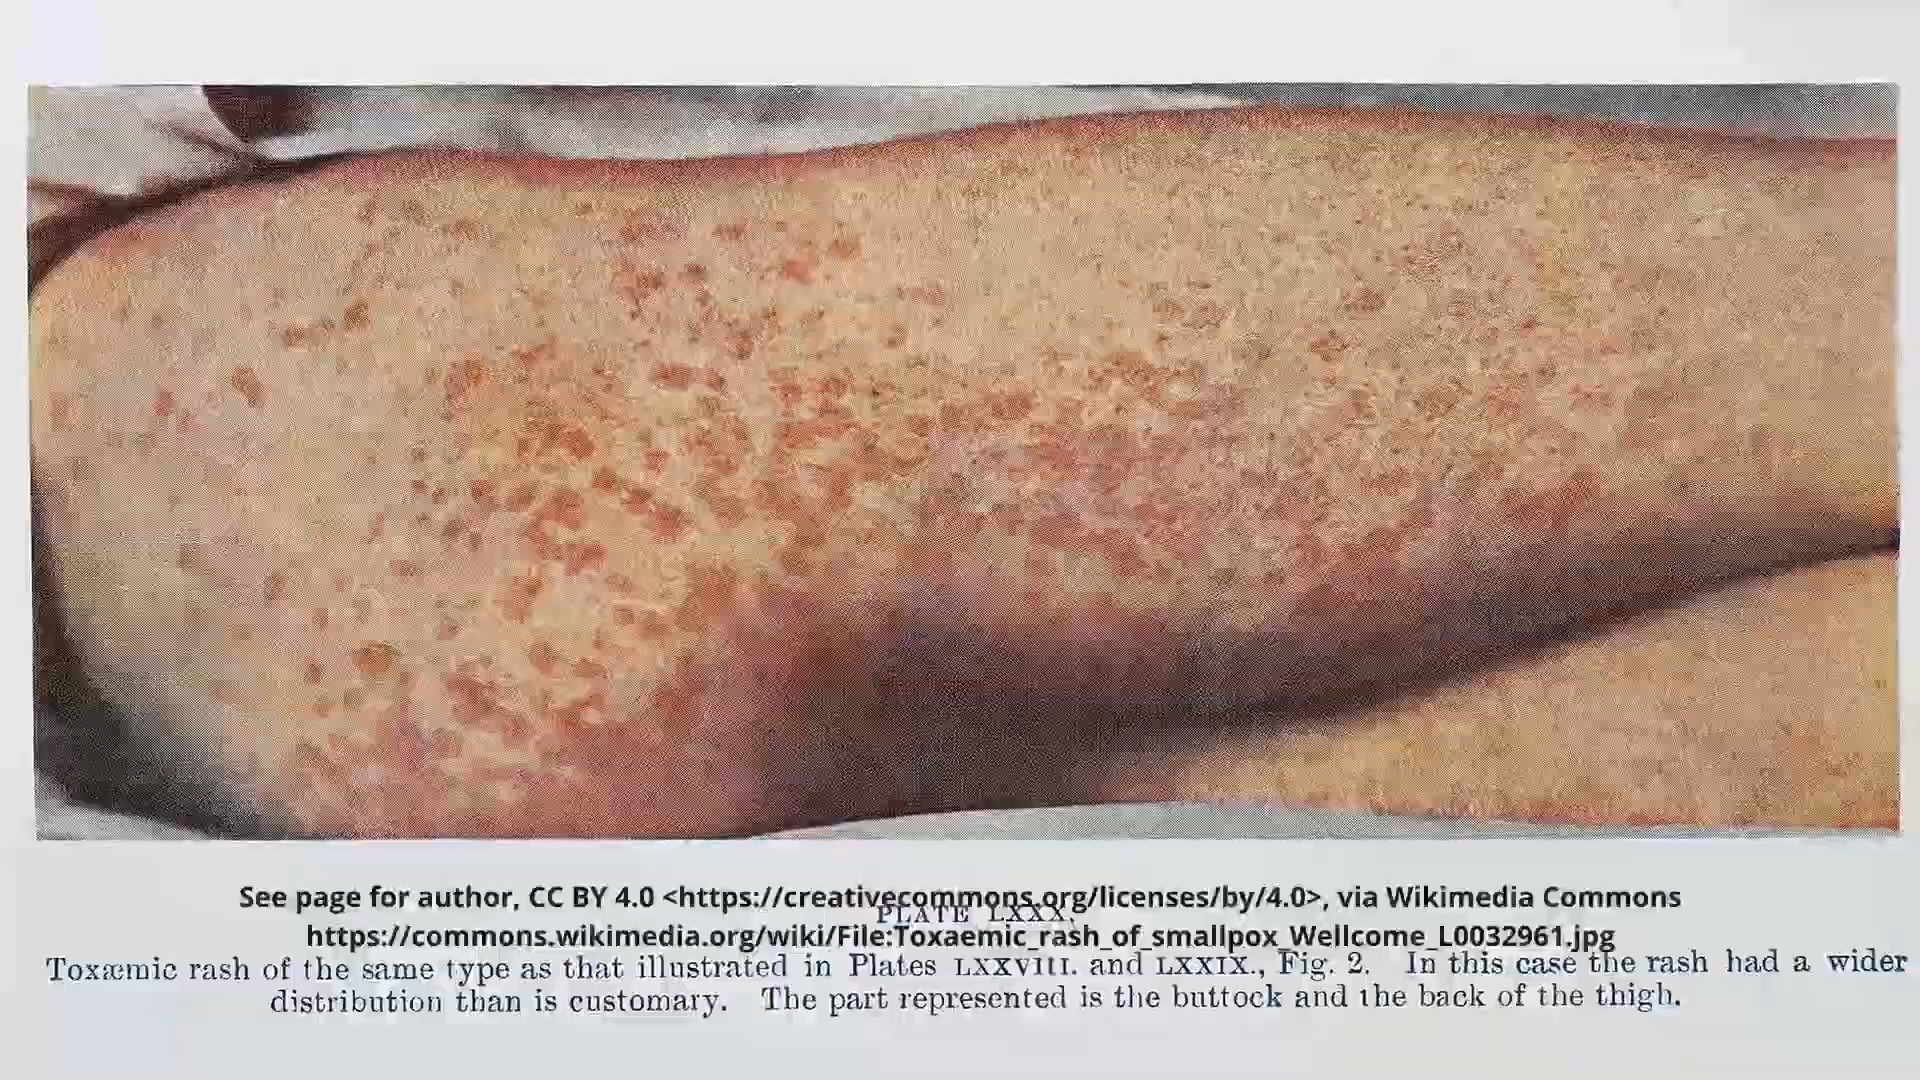 See page for author, CC BY 4.0 <https://creativecommons.org/licenses/by/4.0>, via Wikimedia Commons
PLATE LXXX.
https://commons.wikimedia.org/wiki/File:Toxaemic_rash_of_smallpox_Wellcome_L0032961.jpg
Toxæmic rash of the same type as that illustrated in Plates LXXVIII. and LXXIX., Fig. 2. In this case the rash had a wider
distribution than is customary. The part represented is the buttock and the back of the thigh.